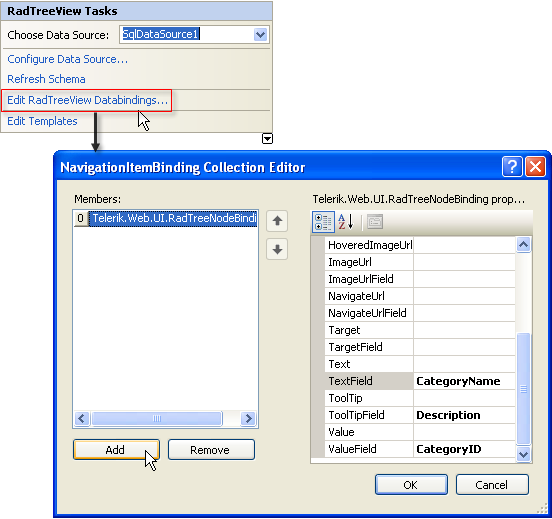 RadTreeView Tasks
Choose Data Source: SqlDataSource1
Configure Data Source...
Refresh Schema
Edit RadTreeView Databindings...
Edit Templates
NavigationItemBinding Collection Editor
Members:
0 Telerik.Web.UI.RadTreeNodeBindi
Add
Remove
Telerik.Web.UI.RadTreeNodeBinding prop...
HoveredImageUrl
ImageUrl
ImageUrlField
NavigateUrl
NavigateUrlField
Target
TargetField
Text
TextField CategoryName
ToolTip
ToolTipField Description
Value
ValueField CategoryID
OK
Cancel